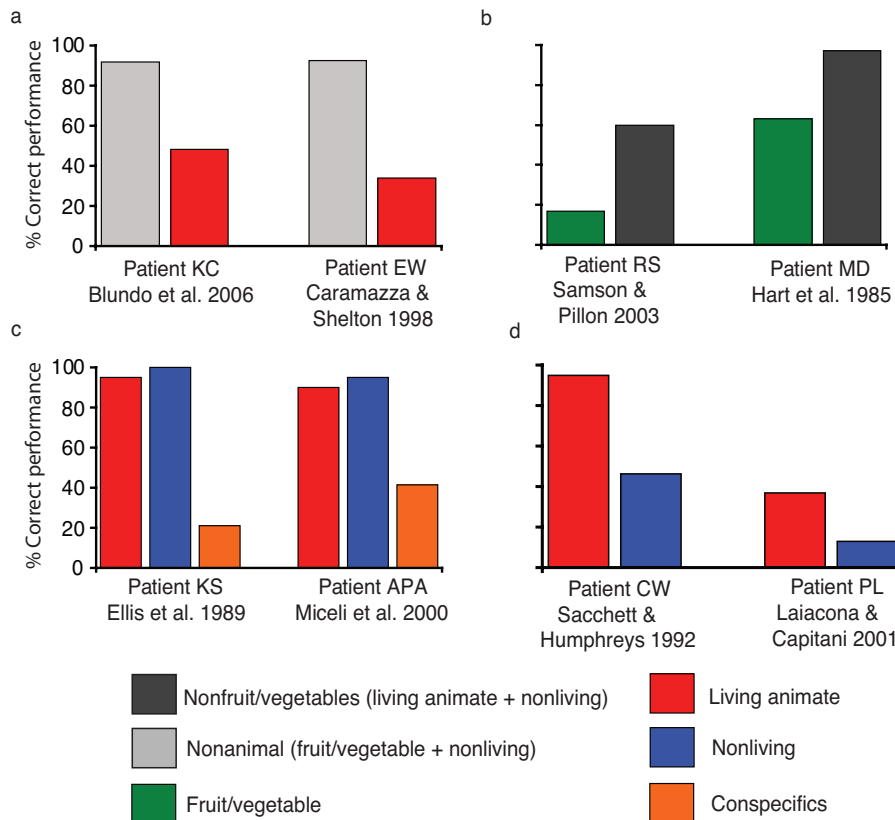 a
% Correct performance
100
80
60
40
20
0
Patient KC
Blundo et al. 2006
Patient EW
Caramazza &
Shelton 1998
b
Patient RS
Samson &
Pillon 2003
Patient MD
Hart et al. 1985
c
% Correct performance
100
80
60
40
20
0
Patient KS
Ellis et al. 1989
Patient APA
Miceli et al. 2000
d
Patient CW
Sacchett &
Humphreys 1992
Patient PL
Laiacona &
Capitani 2001
Nonfruit/vegetables (living animate + nonliving)
Nonanimal (fruit/vegetable + nonliving)
Fruit/vegetable
Living animate
Nonliving
Conspecifics